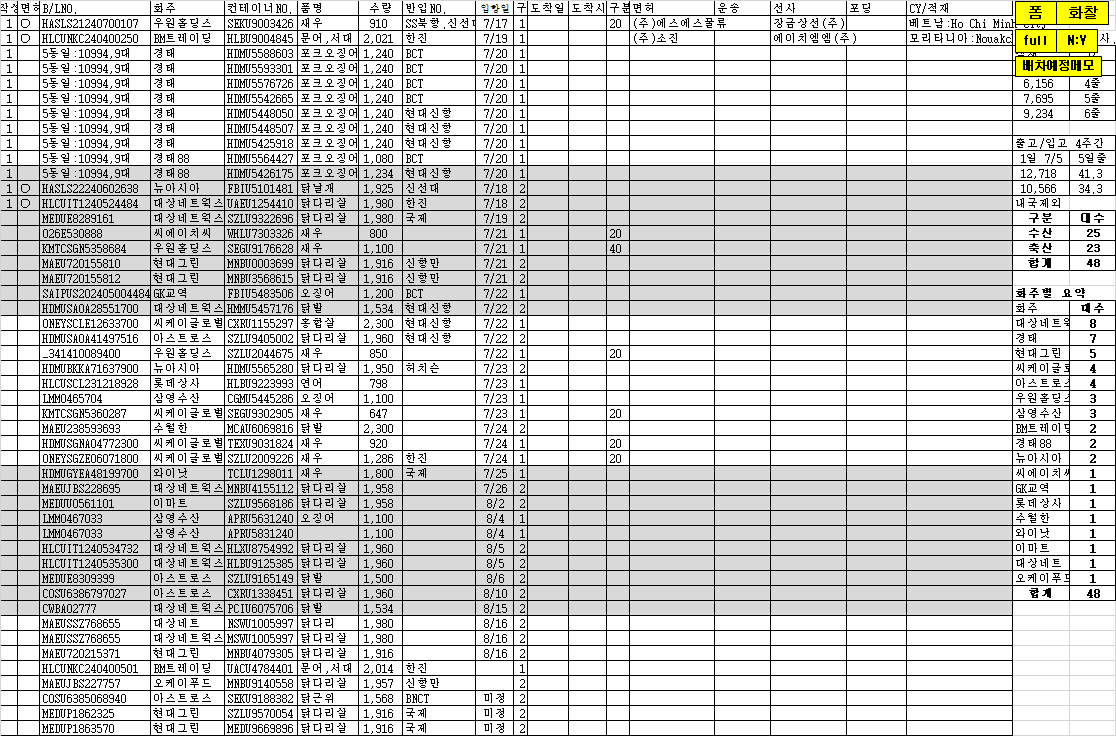 작성 면허 B/LNO. 화주 컨테이너NO. 품명 수량 반입NO. 입항일 구 도착일 도착시 구분 면허 운송 선사 포딩 CY/적재 폼 화찰
1 O HASLS21240700107 우원홀딩스 SEKU9003426 새우 910 SS북항,신선 7/17 1 20 (주)에스에스물류 장금상선(주) 베트남:Ho Chi Minh City
1 O HLCUNKC240400250 BM트레이딩 HLBU9004845 문어,서대 2,021 한진 7/19 1 (주)소진 에이치엠엠(주) 모리타니아:Nouakc full N:Y
1 5동일:10994,9대 경태 HDMU5588603 포크오징어 1,240 BCT 7/20 1
1 5동일:10994,9대 경태 HDMU5593301 포크오징어 1,240 BCT 7/20 1 배차예정메모
1 5동일:10994,9대 경태 HDMU5576726 포크오징어 1,240 BCT 7/20 1 6,156 4줄
1 5동일:10994,9대 경태 HDMU5542665 포크오징어 1,240 BCT 7/20 1 7,695 5줄
1 5동일:10994,9대 경태 HDMU5448050 포크오징어 1,240 현대신항 7/20 1 9,234 6줄
1 5동일:10994,9대 경태 HDMU5448507 포크오징어 1,240 현대신항 7/20 1
1 5동일:10994,9대 경태 HDMU5425918 포크오징어 1,240 현대신항 7/20 1 출고/입고 4주간
1 5동일:10994,9대 경태88 HDMU5564427 포크오징어 1,080 BCT 7/20 1 1일 7/5 5일줄
1 5동일:10994,9대 경태88 HDMU5426175 포크오징어 1,234 현대신항 7/20 1 12,718 41.3
1 O HASLS22240602638 뉴아시아 FBIU5101481 닭날개 1,925 신선대 7/18 2 10,566 34.3
1 O HLCUIT1240524484 대상네트웍스 UAEU1254410 닭다리살 1,980 한진 7/18 2 내국제외
MEDUE8289161 대상네트웍스 SZLU9322696 닭다리살 1,980 국제 7/19 2 구분 대수
026E530888 씨에이치씨 WHLU7303326 새우 800 7/21 1 20 수산 25
KMTCSGN5358684 우원홀딩스 SEGU9176628 새우 1,100 7/21 1 40 축산 23
MAEU720155810 현대그린 MNBU0003699 닭다리살 1,916 신항만 7/21 2 합계 48
MAEU720155812 현대그린 MNBU3568615 닭다리살 1,916 신항만 7/21 2
SAIPUS202405004484 GK교역 FBIU5483506 오징어 1,200 BCT 7/22 1 화주별 요약
HDMUSAOA28551700 대상네트웍스 HMMU5457176 닭발 1,534 현대신항 7/22 2 화주 대수
ONEYSCLE12633700 씨케이글로벌 CXRU1155297 홍합살 2,300 현대신항 7/22 1 대상네트웍 8
HDMUSAOA41497516 아스트로스 SZLU9405002 닭다리살 1,960 현대신항 7/22 1 경태 7
_341410089400 우원홀딩스 SZLU2044675 새우 850 7/22 1 20 현대그린 5
HDMUBKKA71637900 뉴아시아 HDMU5565280 닭다리살 1,950 허치슨 7/23 2 씨케이글로 4
HLCUSCL231218928 롯데상사 HLBU9223993 연어 798 7/23 1 아스트로스 4
LMM0465704 삼영수산 CGMU5445286 오징어 1,100 7/23 1 우원홀딩스 3
KMTCSGN5360287 씨케이글로벌 SEGU9302905 새우 647 7/23 1 20 삼영수산 3
MAEU238593693 수월한 MCAU6069816 닭발 2,300 7/24 2 BM트레이딩 2
HDMUSGNA04772300 씨케이글로벌 TEXU9031824 새우 920 7/24 1 20 경태88 2
ONEYSGZE06071800 씨케이글로벌 SZLU2009226 새우 1,286 한진 7/24 1 20 뉴아시아 2
HDMUGYEA48199700 와이낫 TCLU1298011 새우 1,800 국제 7/25 1 씨에이치씨 1
MAEUJBS228695 대상네트웍스 MNBU4155112 닭다리살 1,958 7/26 2 GK교역 1
MEDUU0561101 이마트 SZLU9568186 닭다리살 1,958 8/2 2 롯데상사 1
LMM0467033 삼영수산 APRU5631240 오징어 1,100 8/4 1 수월한 1
LMM0467033 삼영수산 APRU5831240 1,100 8/4 1 와이낫 1
HLCUIT1240534732 대상네트웍스 HLXU8754992 닭다리살 1,960 8/5 2 이마트 1
HLCUIT1240535300 대상네트웍스 HLBU9125385 닭다리살 1,960 8/5 2 대상네트 1
MEDUE8309399 아스트로스 SZLU9165149 닭발 1,500 8/6 2 오케이푸드 1
COSU6386797027 아스트로스 CXRU1338451 닭다리살 1,960 8/10 2 합계 48
CWBA02777 대상네트웍스 PCIU6075706 닭발 1,534 8/15 2
MAEUSSZ768655 대상네트 NSWU1005997 닭다리 1,980 8/16 2
MAEUSSZ768655 대상네트웍스 MSWU1005997 닭다리살 1,980 8/16 2
MAEU720215371 현대그린 MNBU4079305 닭다리살 1,916 8/16 2
HLCUNKC240400501 BM트레이딩 UACU4784401 문어,서대 2,014 한진 1
MAEUJBS227757 오케이푸드 MNBU9140558 닭다리살 1,957 신항만 2
COSU6385068940 아스트로스 SEKU9188382 닭근위 1,568 BNCT 미정 2
MEDUP1862325 현대그린 SZLU9570054 닭다리살 1,916 국제 미정 2
MEDUP1863570 현대그린 MEDU9669896 닭다리살 1,916 국제 미정 2